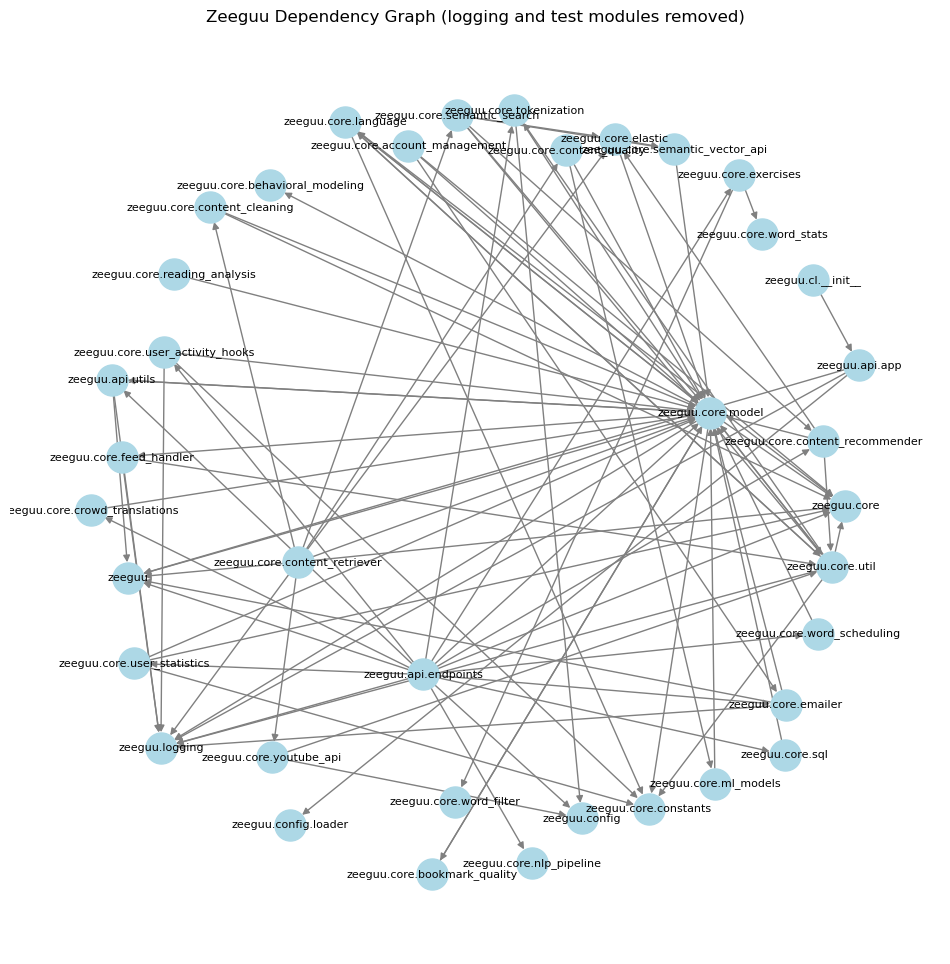 Zeeguu Dependency Graph (logging and test modules removed)
zeeguu.core.tokenization
zeeguu.core.semantic_search
zeeguu.core.language
zeeguu.core.elastic
zeeguu.core.account_management
zeeguu.core.content_quality
zeeguu.core.semantic_vector_api
zeeguu.core.exercises
zeeguu.core.behavioral_modeling
zeeguu.core.content_cleaning
zeeguu.core.word_stats
zeeguu.core.reading_analysis
zeeguu.cl.__init__
zeeguu.core.user_activity_hooks
zeeguu.api.app
zeeguu.api.utils
zeeguu.core.model
zeeguu.core.content_recommender
zeeguu.core.feed_handler
zeeguu.core
eeguu.core.crowd_translations
zeeguu.core.content_retriever
zeeguu.core.util
zeeguu
zeeguu.core.word_scheduling
zeeguu.core.user_statistics
zeeguu.api.endpoints
zeeguu.core.emailer
zeeguu.logging
zeeguu.core.sql
zeeguu.core.youtube_api
zeeguu.core.ml_models
zeeguu.core.word_filter
zeeguu.core.constants
zeeguu.config
zeeguu.config.loader
zeeguu.core.nlp_pipeline
zeeguu.core.bookmark_quality